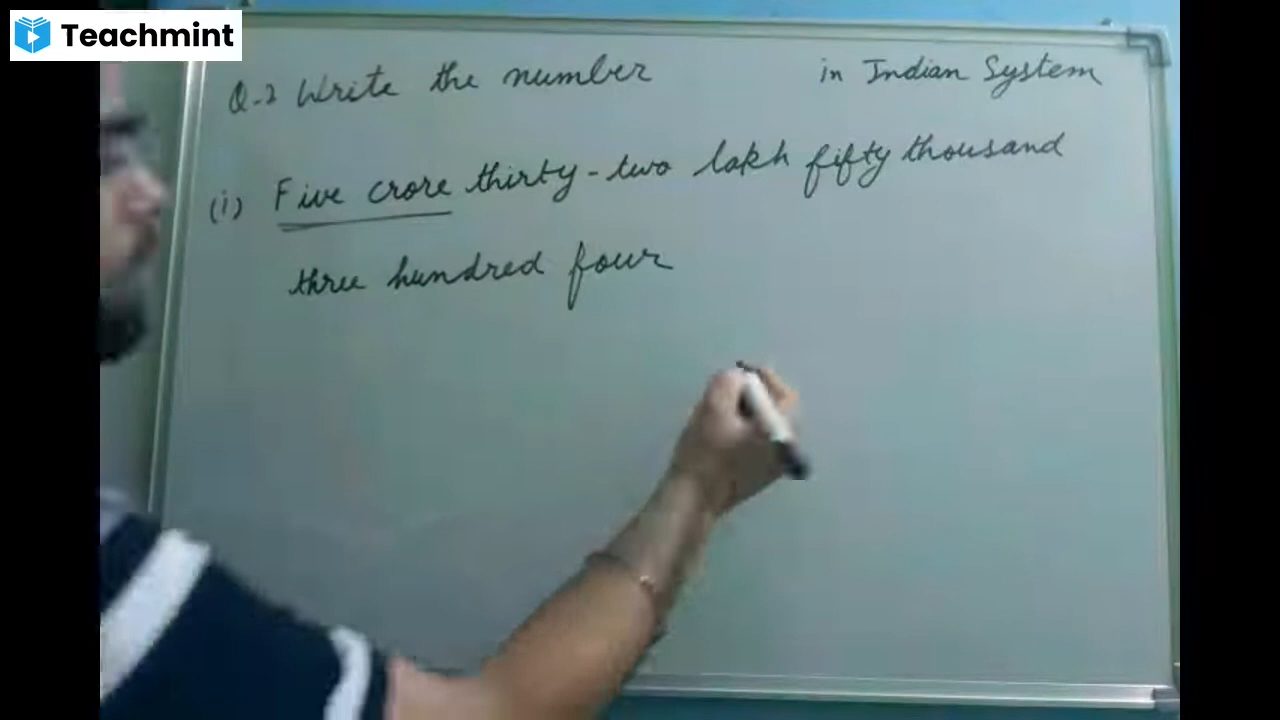 Teachmint
Q.2 Write the number in Indian System
(i) Five crore thirty-two lakh fifty thousand
three hundred four